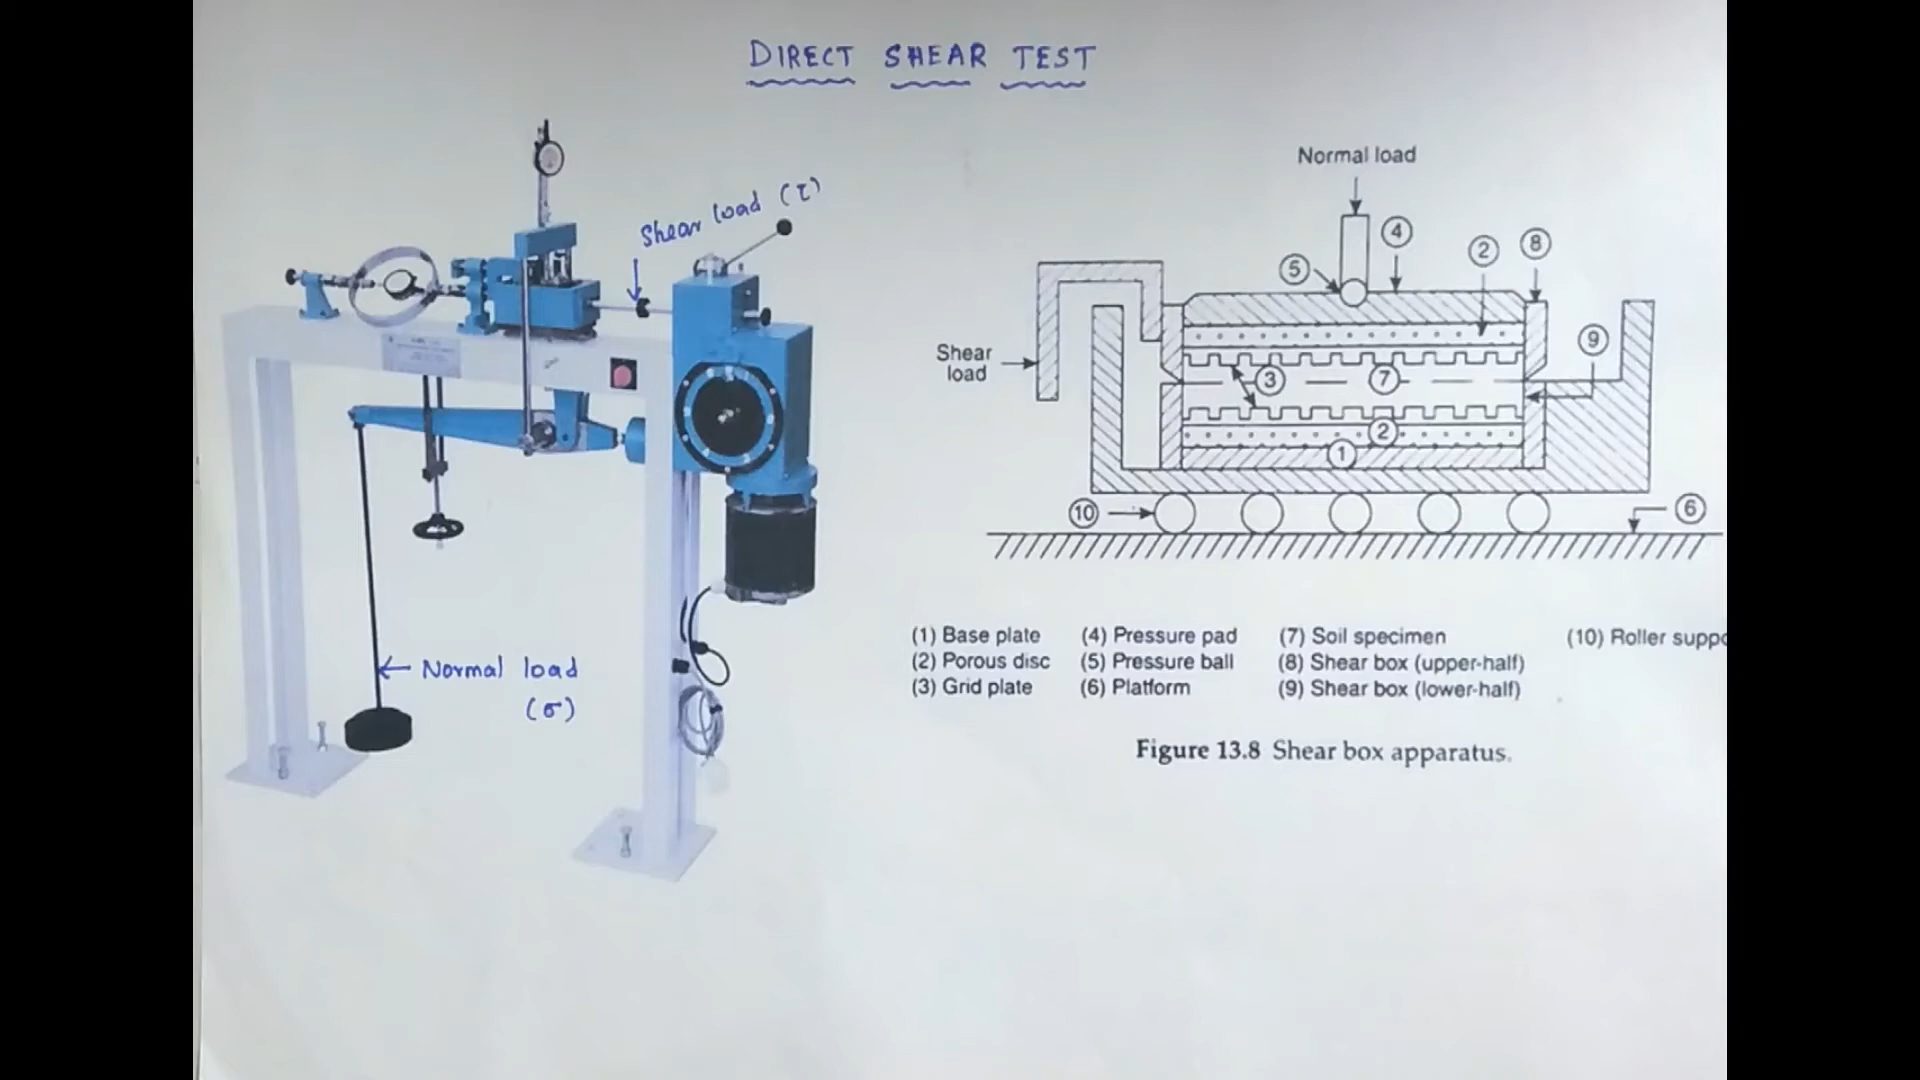 DIRECT SHEAR TEST
Shear load (τ)
← Normal load
(σ)
Normal load
4
2
8
5
9
Shear
load
3
7
2
1
10
6
(1) Base plate (4) Pressure pad (7) Soil specimen (10) Roller suppo
(2) Porous disc (5) Pressure ball (8) Shear box (upper-half)
(3) Grid plate (6) Platform (9) Shear box (lower-half)
Figure 13.8 Shear box apparatus.